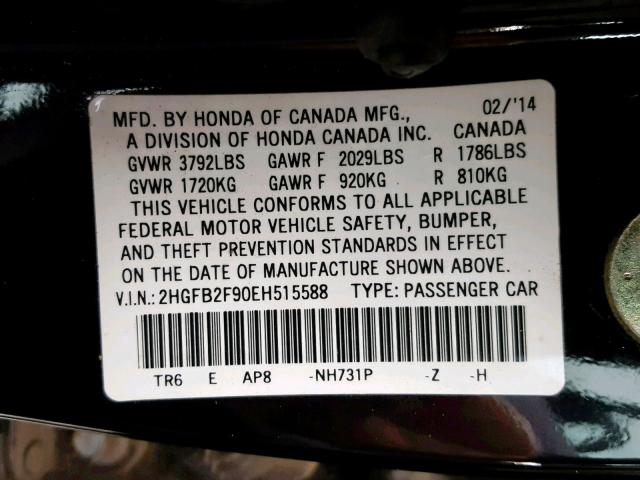 MFD. BY HONDA OF CANADA MFG., 02/'14
A DIVISION OF HONDA CANADA INC. CANADA
GVWR 3792LBS GAWR F 2029LBS R 1786LBS
GVWR 1720KG GAWR F 920KG R 810KG
THIS VEHICLE CONFORMS TO ALL APPLICABLE
FEDERAL MOTOR VEHICLE SAFETY, BUMPER,
AND THEFT PREVENTION STANDARDS IN EFFECT
ON THE DATE OF MANUFACTURE SHOWN ABOVE.
V.I.N.: 2HGFB2F90EH515588 TYPE: PASSENGER CAR
TR6 E AP8 -NH731P -Z -H